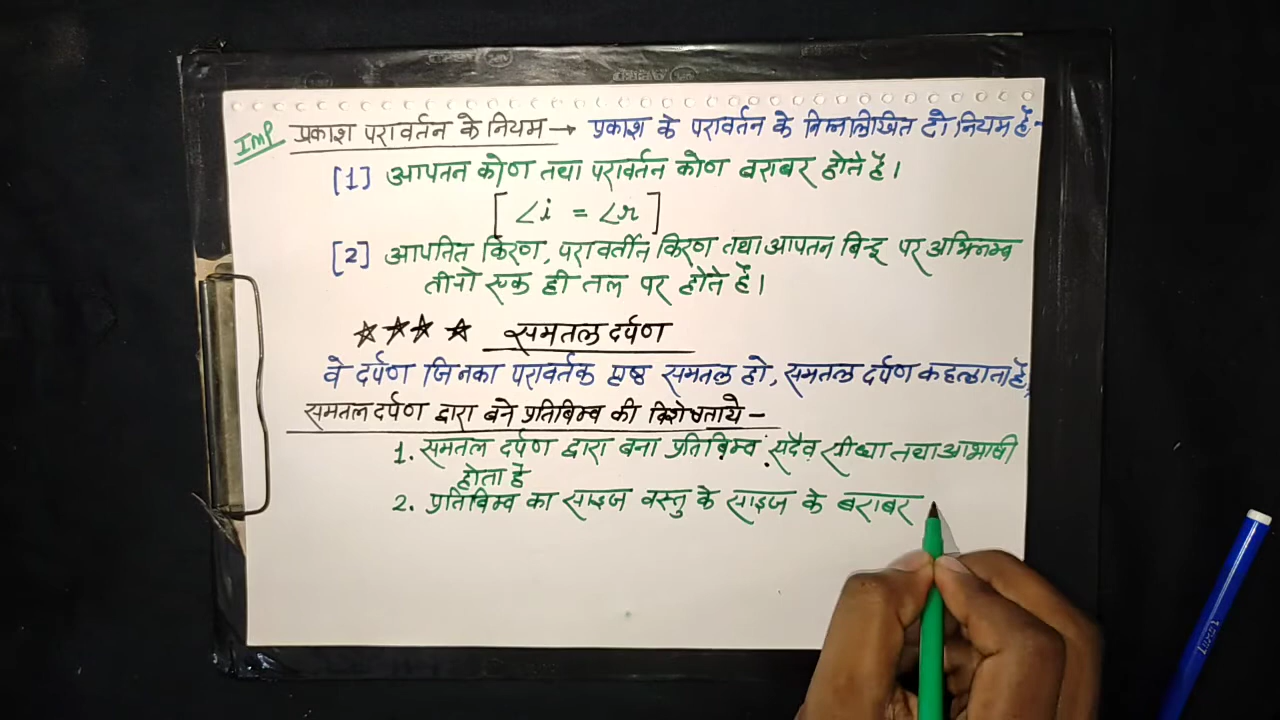 Imp प्रकाश परावर्तन के नियम → प्रकाश के परावर्तन के निम्नलिखित दो नियम हैं-
[1] आपतन कोण तथा परावर्तन कोण बराबर होते है।
[ ∠i = ∠r ]
[2] आपतित किरण, परावर्तीत किरण तथा आपतन बिन्दू पर अभिलम्ब
तीनो एक ही तल पर होते हैं।
☆☆☆ ☆ समतल दर्पण
वे दर्पण जिनका परावर्तक पृष्ठ समतल हो, समतल दर्पण कहलाता है,
समतल दर्पण द्वारा बने प्रतिबिम्ब की विशेषताये -
1. समतल दर्पण द्वारा बना प्रतिबिम्ब सदैव सीधा तथा आभाषी
होता है
2. प्रतिबिम्ब का साइज वस्तु के साइज के बराबर